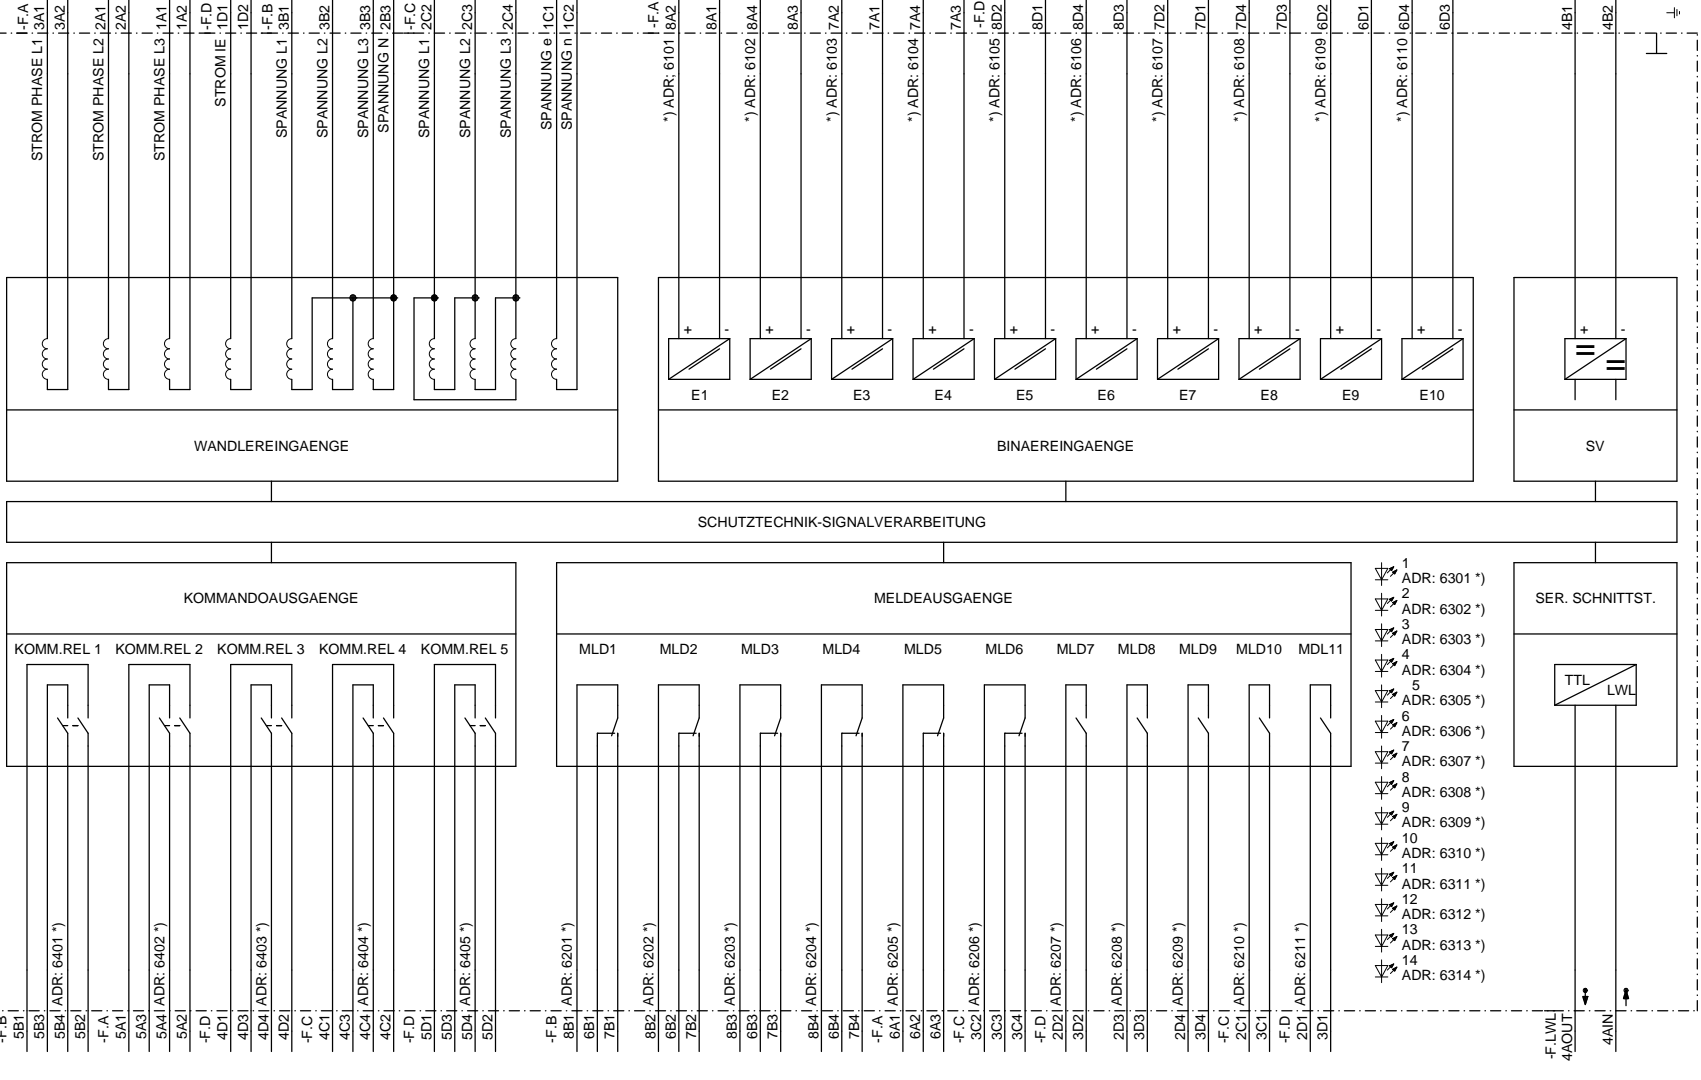 -F.A
3A1
3A2
2A1
2A2
1A1
1A2
-F.D
1D1
1D2
-F.B
3B1
3B2
3B3
2B3
-F.C
2C2
2C3
2C4
1C1
1C2
-F.A
8A2
8A1
8A4
8A3
7A2
7A1
7A4
7A3
-F.D
8D2
8D1
8D4
8D3
7D2
7D1
7D4
7D3
6D2
6D1
6D4
6D3
4B1
4B2
STROM PHASE L1
STROM PHASE L2
STROM PHASE L3
STROM IE
SPANNUNG L1
SPANNUNG L2
SPANNUNG L3
SPANNUNG N
SPANNUNG L1
SPANNUNG L2
SPANNUNG L3
SPANNUNG e
SPANNUNG n
*) ADR; 6101
*) ADR: 6102
*) ADR: 6103
*) ADR: 6104
*) ADR: 6105
*) ADR: 6106
*) ADR: 6107
*) ADR: 6108
*) ADR: 6109
*) ADR: 6110
+ - + - + - + - + - + - + - + - + - + - + -
E1 E2 E3 E4 E5 E6 E7 E8 E9 E10
WANDLEREINGAENGE
BINAEREINGAENGE
SV
SCHUTZTECHNIK-SIGNALVERARBEITUNG
KOMMANDOAUSGAENGE
MELDEAUSGAENGE
SER. SCHNITTST.
KOMM.REL 1 KOMM.REL 2 KOMM.REL 3 KOMM.REL 4 KOMM.REL 5
MLD1 MLD2 MLD3 MLD4 MLD5 MLD6 MLD7 MLD8 MLD9 MLD10 MDL11
1
ADR: 6301 *)
2
ADR: 6302 *)
3
ADR: 6303 *)
4
ADR: 6304 *)
5
ADR: 6305 *)
6
ADR: 6306 *)
7
ADR: 6307 *)
8
ADR: 6308 *)
9
ADR: 6309 *)
10
ADR: 6310 *)
11
ADR: 6311 *)
12
ADR: 6312 *)
13
ADR: 6313 *)
14
ADR: 6314 *)
TTL
LWL
ADR: 6401 *)
ADR: 6402 *)
ADR: 6403 *)
ADR: 6404 *)
ADR: 6405 *)
ADR: 6201 *)
ADR: 6202 *)
ADR: 6203 *)
ADR: 6204 *)
ADR: 6205 *)
ADR: 6206 *)
ADR: 6207 *)
ADR: 6208 *)
ADR: 6209 *)
ADR: 6210 *)
ADR: 6211 *)
-F.B
5B1
5B3
5B4
5B2
-F.A
5A1
5A3
5A4
5A2
-F.D
4D1
4D3
4D4
4D2
-F.C
4C1
4C3
4C4
4C2
-F.D
5D1
5D3
5D4
5D2
-F.B
8B1
6B1
7B1
8B2
6B2
7B2
8B3
6B3
7B3
8B4
6B4
7B4
-F.A
6A1
6A2
6A3
-F.C
3C2
3C3
3C4
-F.D
2D2
3D2
2D3
3D3
2D4
3D4
-F.C
2C1
3C1
-F.D
2D1
3D1
-F.LWL
4AOUT
4AIN